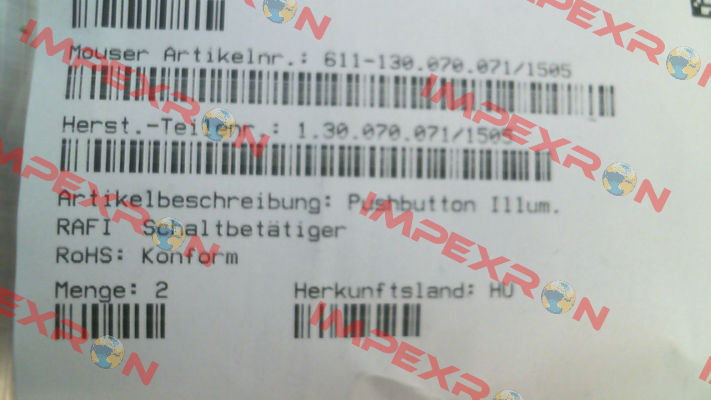 Mouser Artikelnr.: 611-130.070.071/1505
Herst.-Teilenr.: 1.30.070.071/1505
Artikelbeschreibung: Pushbutton Illum.
RAFI Schaltbetätiger
RoHS: Konform
Menge: 2 Herkunftsland: HU
IMPEXRON
IMPEXRON
IMPEXRON
IMPEXRON
IMPEXRON
IMPEXRON